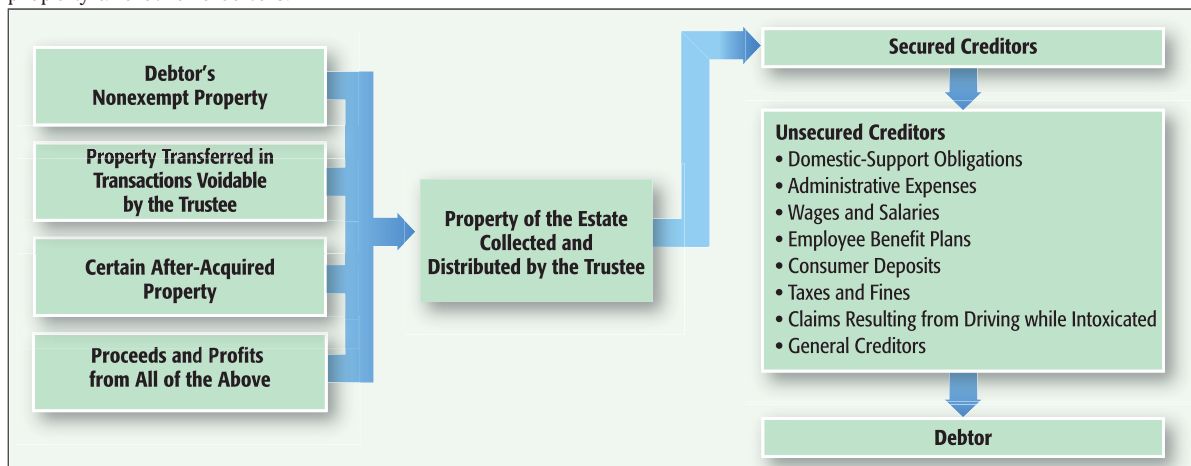 Debtor's
Nonexempt Property
Property Transferred in
Transactions Voidable
by the Trustee
Certain After-Acquired
Property
Proceeds and Profits
from All of the Above
Property of the Estate
Collected and
Distributed by the Trustee
Secured Creditors
Unsecured Creditors
• Domestic-Support Obligations
• Administrative Expenses
• Wages and Salaries
• Employee Benefit Plans
• Consumer Deposits
• Taxes and Fines
• Claims Resulting from Driving while Intoxicated
• General Creditors
Debtor